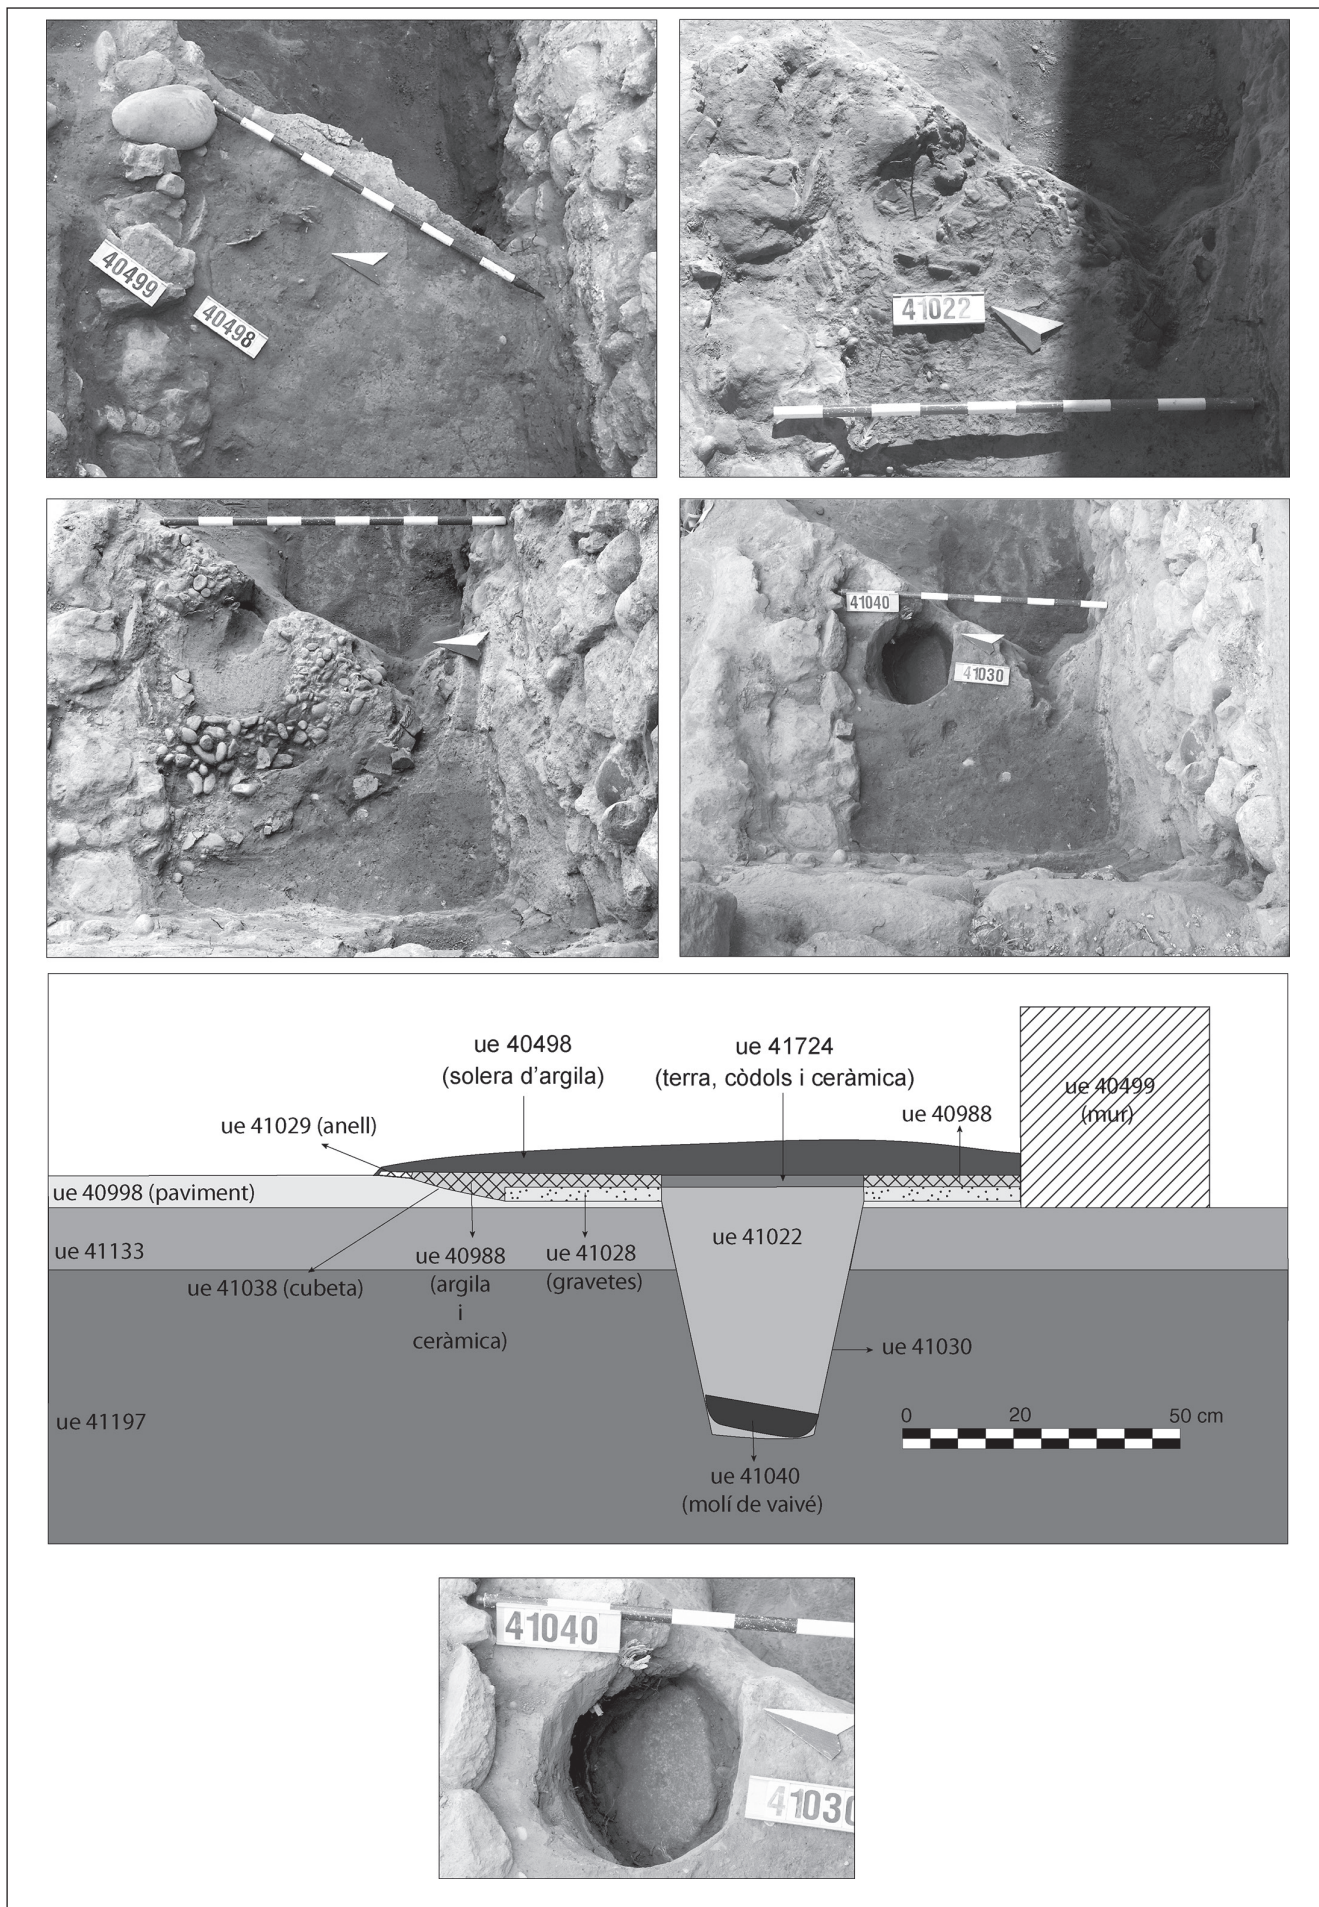 40499
40498
41022
41040
41030
ue 40498
(solera d'argila)
ue 41724
(terra, còdols i ceràmica)
ue 40988
ue 40499
(mur)
ue 41029 (anell)
ue 40998 (paviment)
ue 41133
ue 41038 (cubeta)
ue 40988
(argila
i
ceràmica)
ue 41028
(gravetes)
ue 41022
ue 41030
ue 41197
0 20 50 cm
ue 41040
(molí de vaivé)
41040
41030